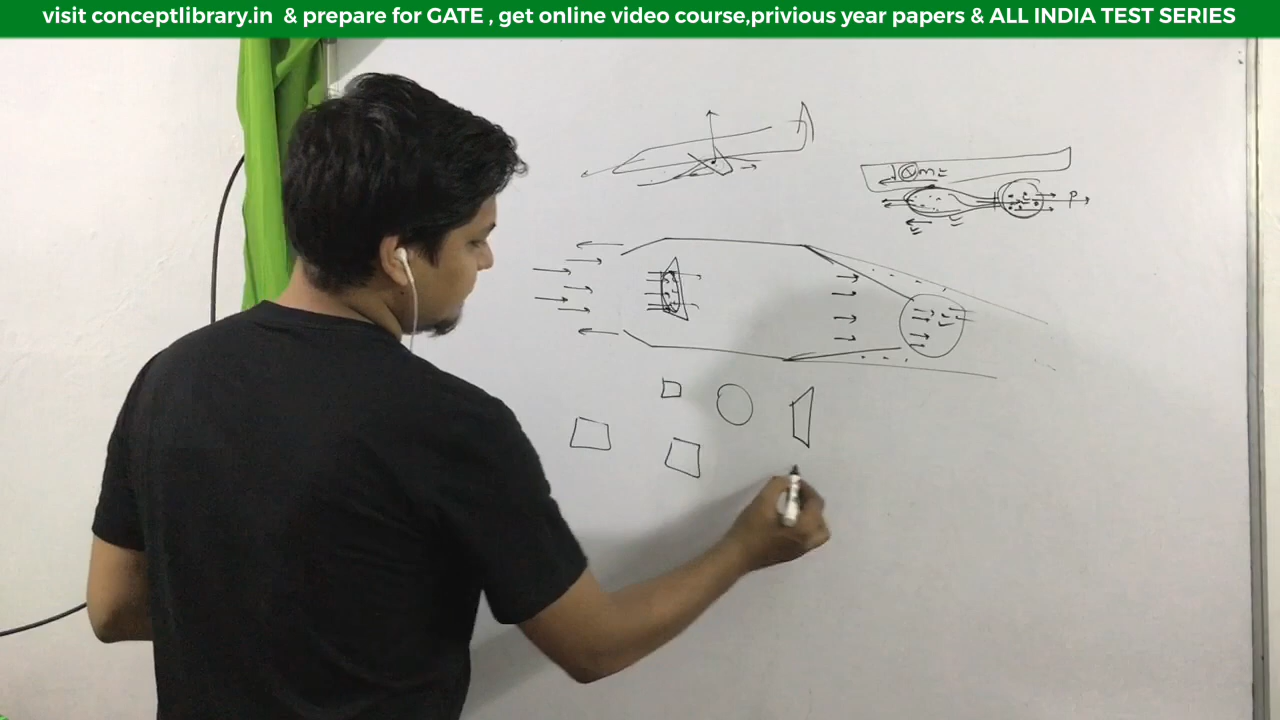 visit conceptlibrary.in & prepare for GATE , get online video course,privious year papers & ALL INDIA TEST SERIES
P